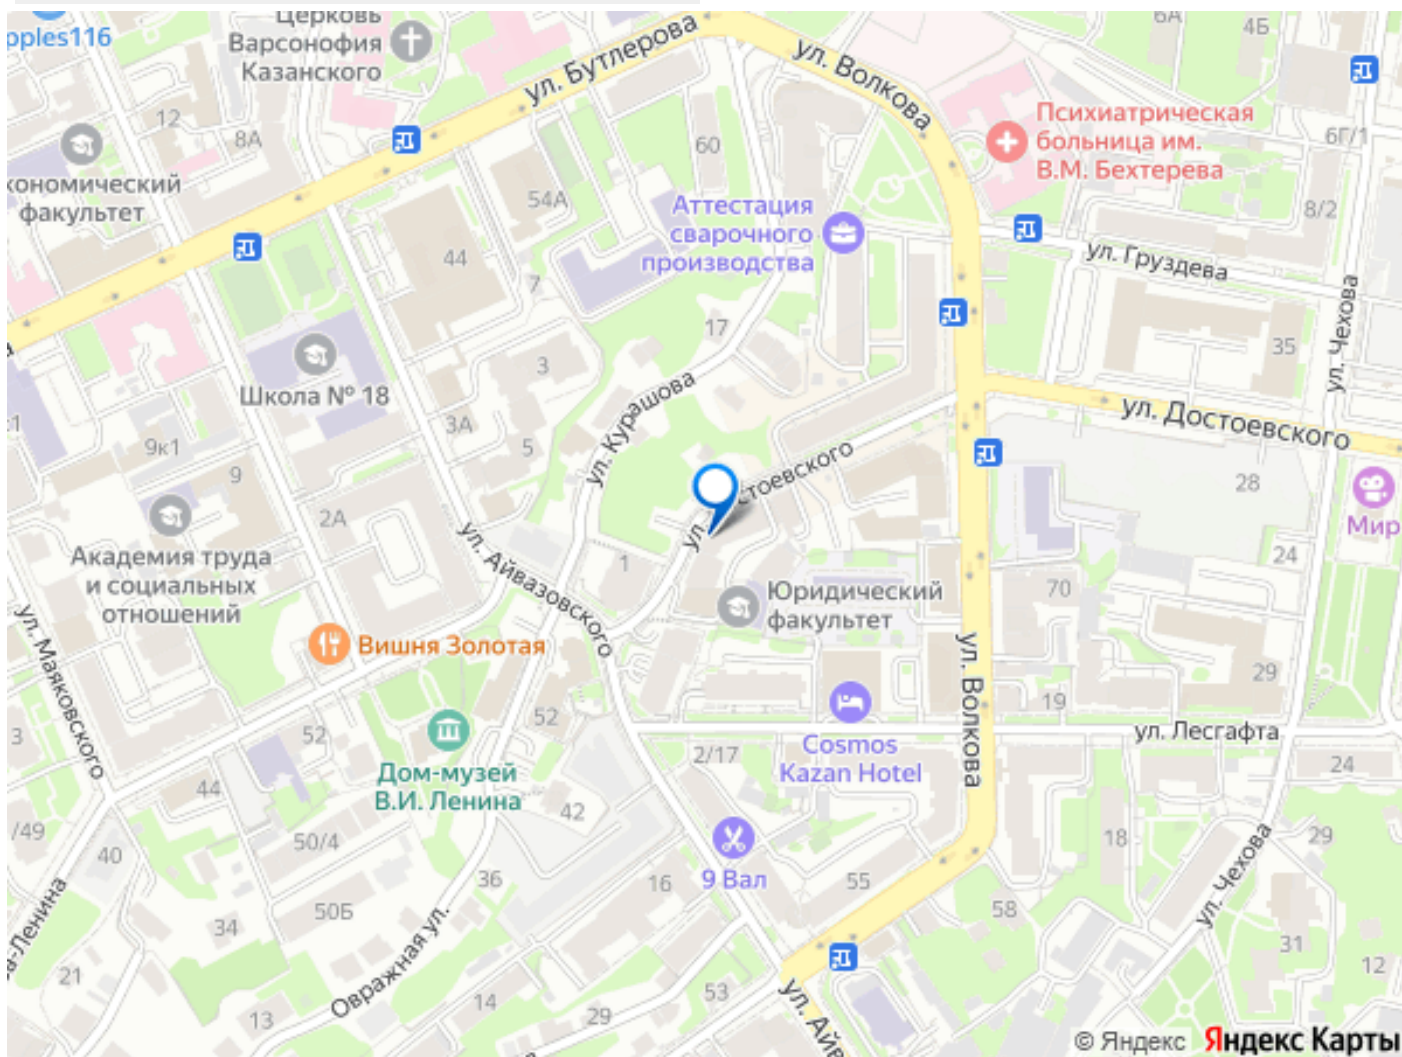 Церковь
Варсонофия
Казанского
pples116
ул. Бутлерова
ул. Волкова
6А
4Б
Психиатрическая
больница им.
В.М. Бехтерева
6Г/1
12
8А
60
54А
кономический
факультет
Аттестация
сварочного
производства
8/2
ул. Груздева
44
7
ул. Чехова
17
35
3
Школа № 18
ул. Курашова
ул. Достоевского
3А
5
9к1
9
28
ул. Достоевского
Мир
2А
ул. Айвазовского
24
Академия труда
и социальных
отношений
1
70
Юридический
факультет
Вишня Золотая
ул. Маяковского
ул. Волкова
29
19
52
52
3
ул. Лесгафта
Cosmos
Kazan Hotel
2/17
24
Дом-музей
В.И. Ленина
44
42
/49
50/4
40
18
29
9 Вал
ул. Чехова
36
16
55
50Б
34
58
а-Ленина
31
12
Овражная ул.
21
14
53
13
29
ул. Айв
© Яндекс Яндекс Карты